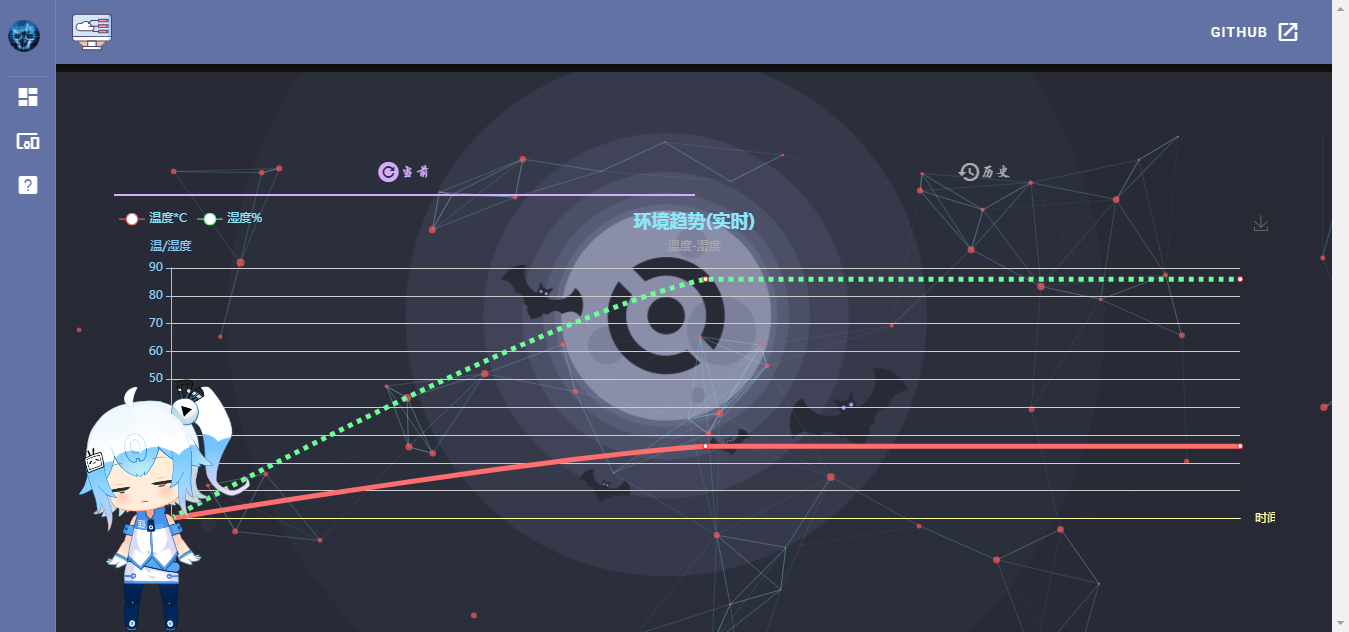 GITHUB
当前
历史
温度*C 湿度%
环境趋势(实时)
温/湿度
温度-湿度
90
80
70
60
50
时间
33